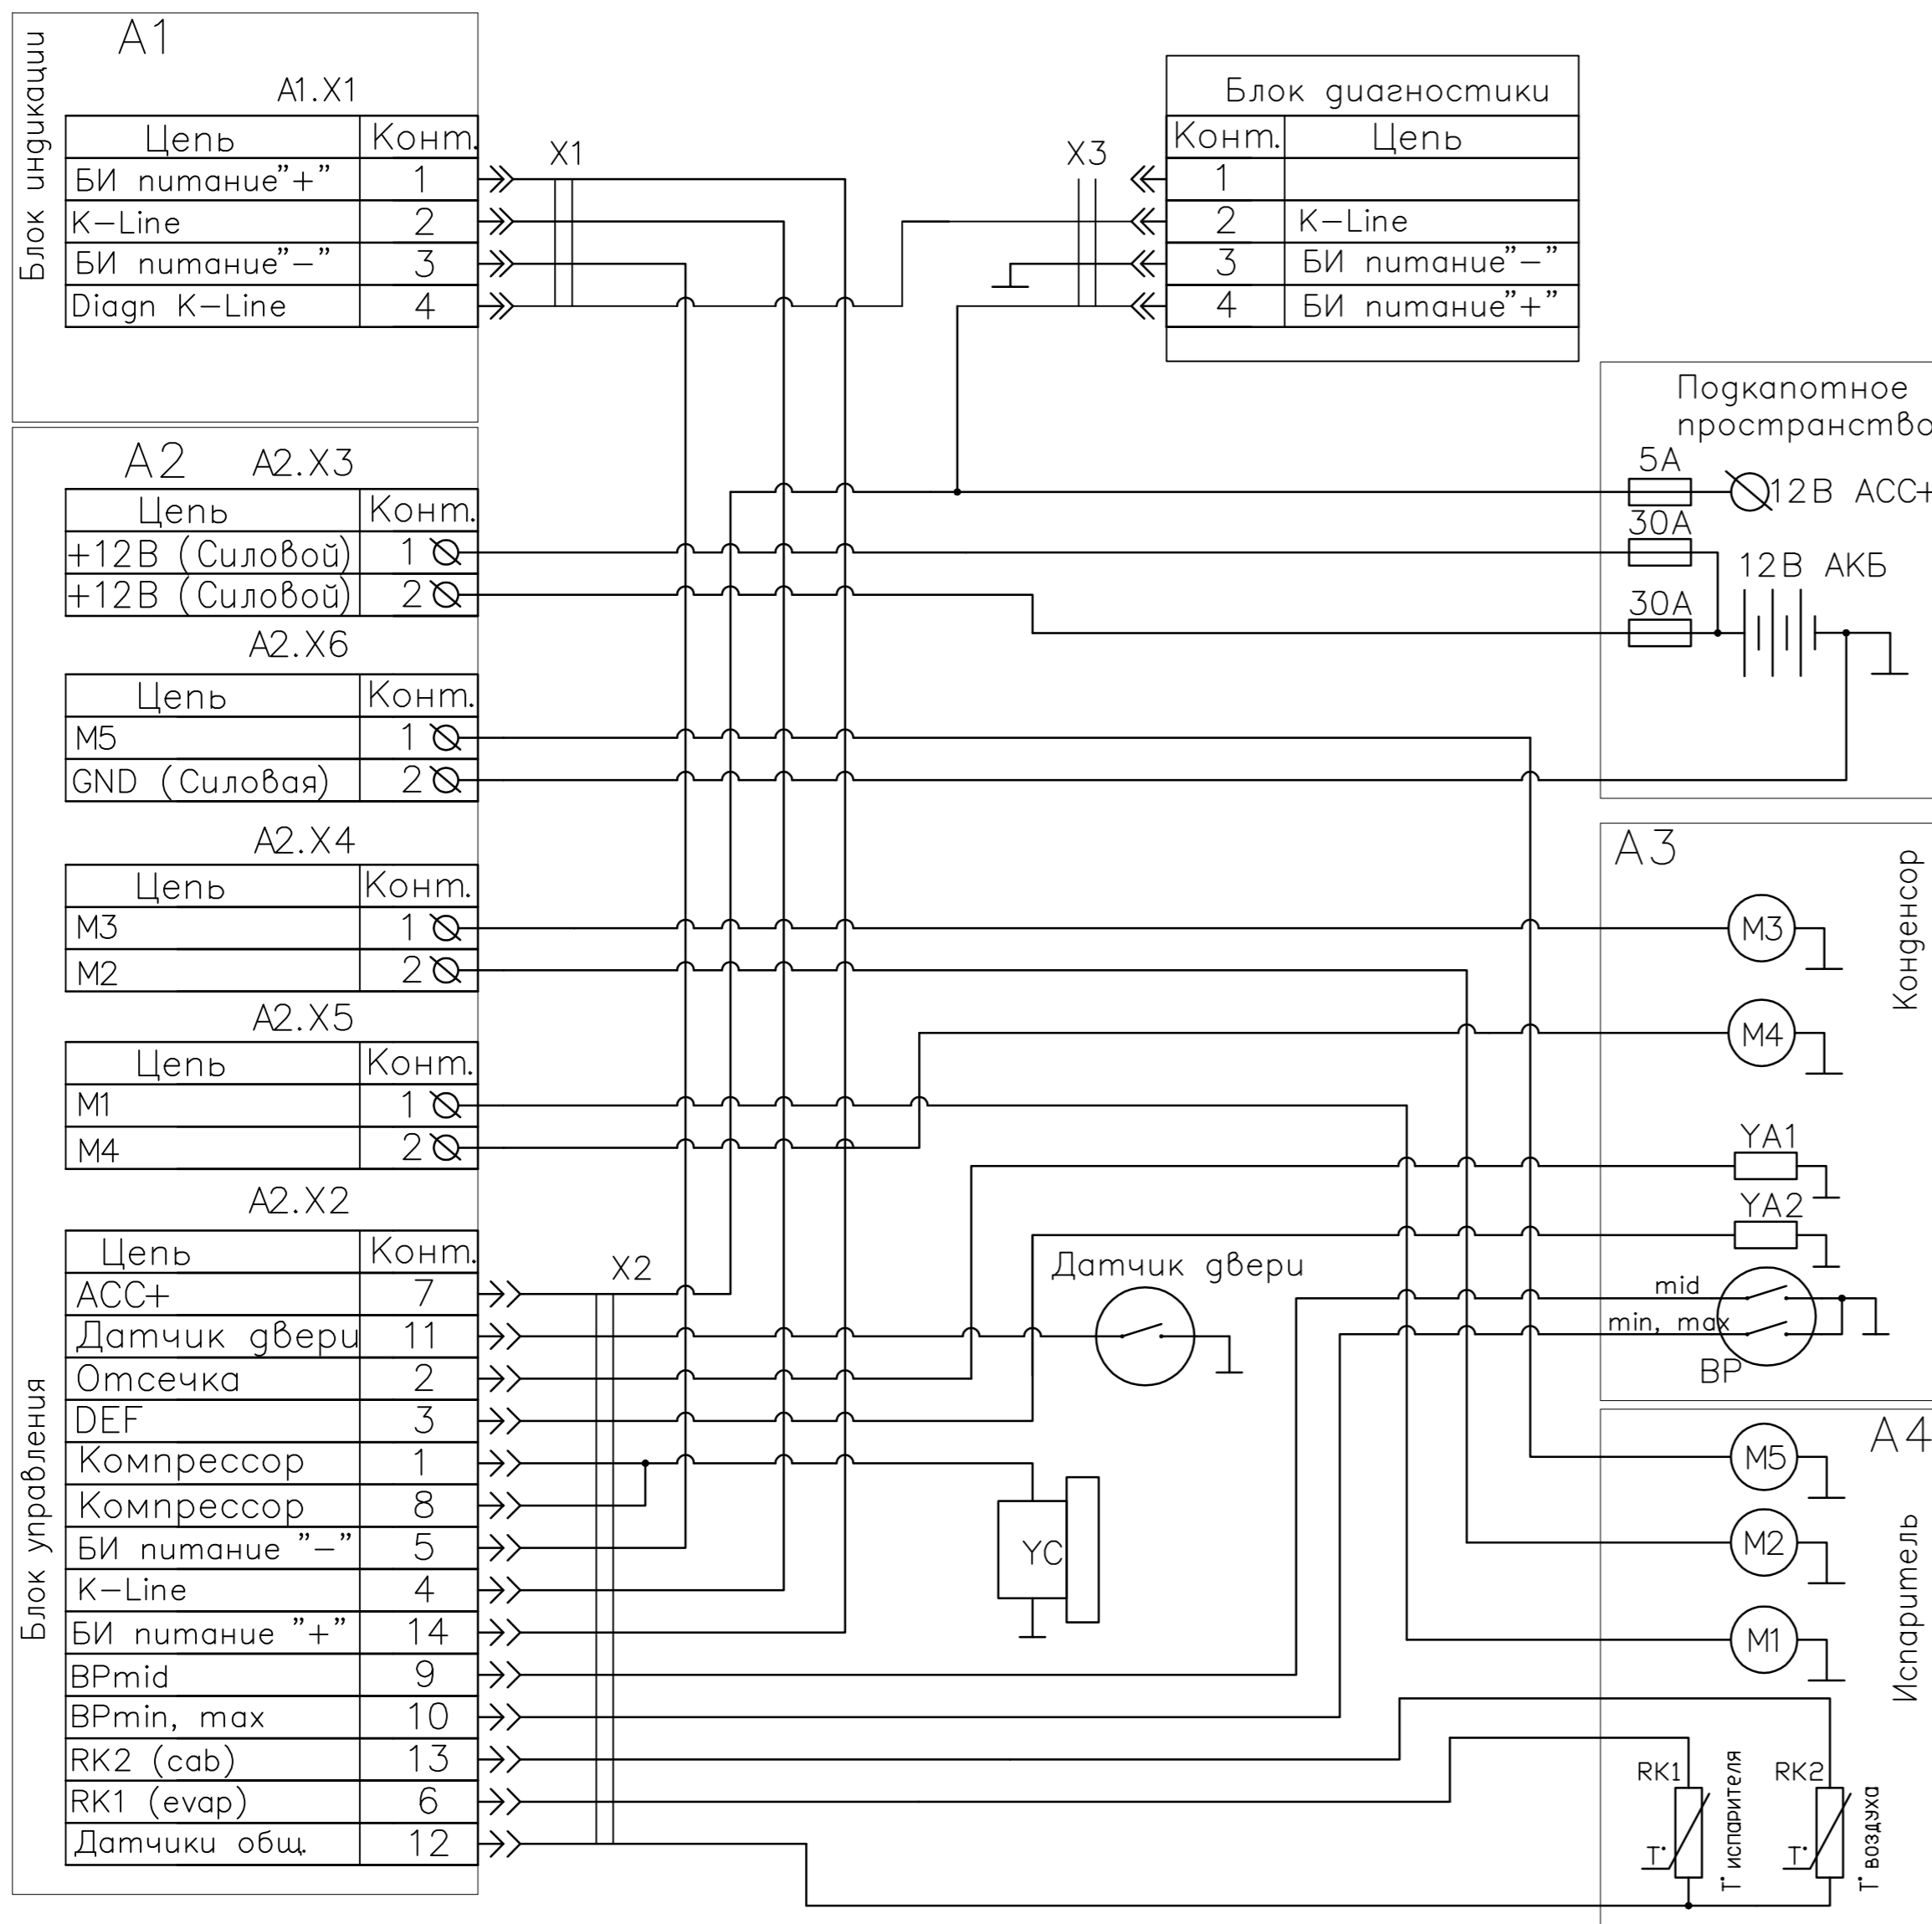 A1
Блок индикации
A1.X1
Цепь Конт.
БИ питание"+" 1
K-Line 2
БИ питание"-" 3
Diagn K-Line 4
X1
X3
Блок диагностики
Конт. Цепь
1
2 K-Line
3 БИ питание"-"
4 БИ питание"+"
Подкапотное
пространство
5А
12В АСС+
30А
12В АКБ
30А
A2
Блок управления
A2.X3
Цепь Конт.
+12В (Силовой) 1
+12В (Силовой) 2
A2.X6
Цепь Конт.
M5 1
GND (Силовая) 2
A2.X4
Цепь Конт.
M3 1
M2 2
A2.X5
Цепь Конт.
M1 1
M4 2
A2.X2
Цепь Конт.
ACC+ 7
Датчик двери 11
Отсечка 2
DEF 3
Компрессор 1
Компрессор 8
БИ питание "-" 5
K-Line 4
БИ питание "+" 14
BPmid 9
BPmin, max 10
RK2 (cab) 13
RK1 (evap) 6
Датчики общ. 12
X2
Датчик двери
YC
A3
Конденсор
M3
M4
YA1
YA2
mid
min, max
BP
A4
Испаритель
M5
M2
M1
RK1
T°
T° испарителя
RK2
T°
T° воздуха